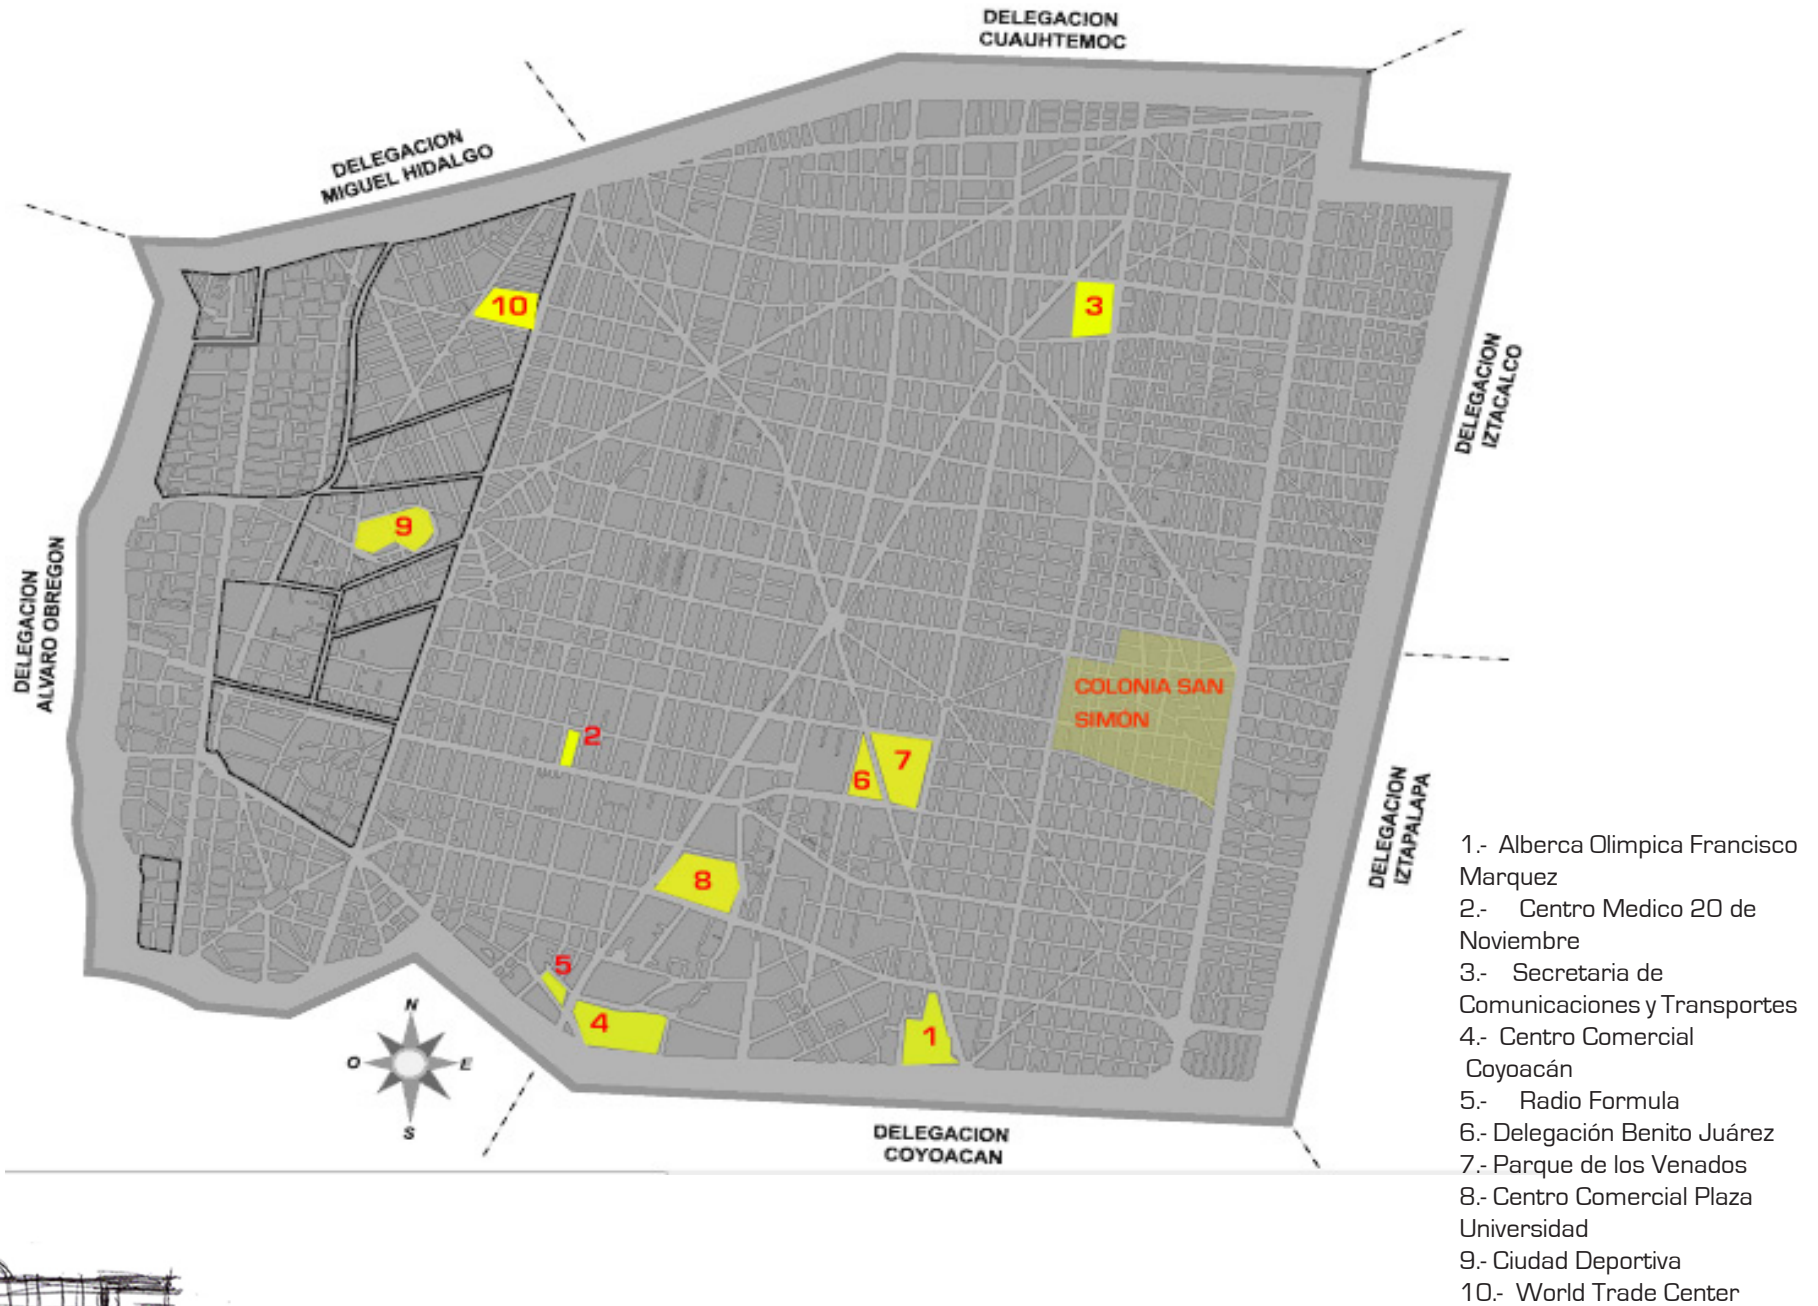 DELEGACION
CUAUHTEMOC
DELEGACION
MIGUEL HIDALGO
10
3
DELEGACION
IZTACALCO
9
DELEGACION
ALVARO OBREGON
COLONIA SAN
SIMON
2
7
6
DELEGACION
IZTAPALAPA
8
5
4
1
N
O
E
S
DELEGACION
COYOACAN
1.- Alberca Olimpica Francisco
Marquez
2.- Centro Medico 20 de
Noviembre
3.- Secretaria de
Comunicaciones y Transportes
4.- Centro Comercial
Coyoacán
5.- Radio Formula
6.- Delegación Benito Juárez
7.- Parque de los Venados
8.- Centro Comercial Plaza
Universidad
9.- Ciudad Deportiva
10.- World Trade Center